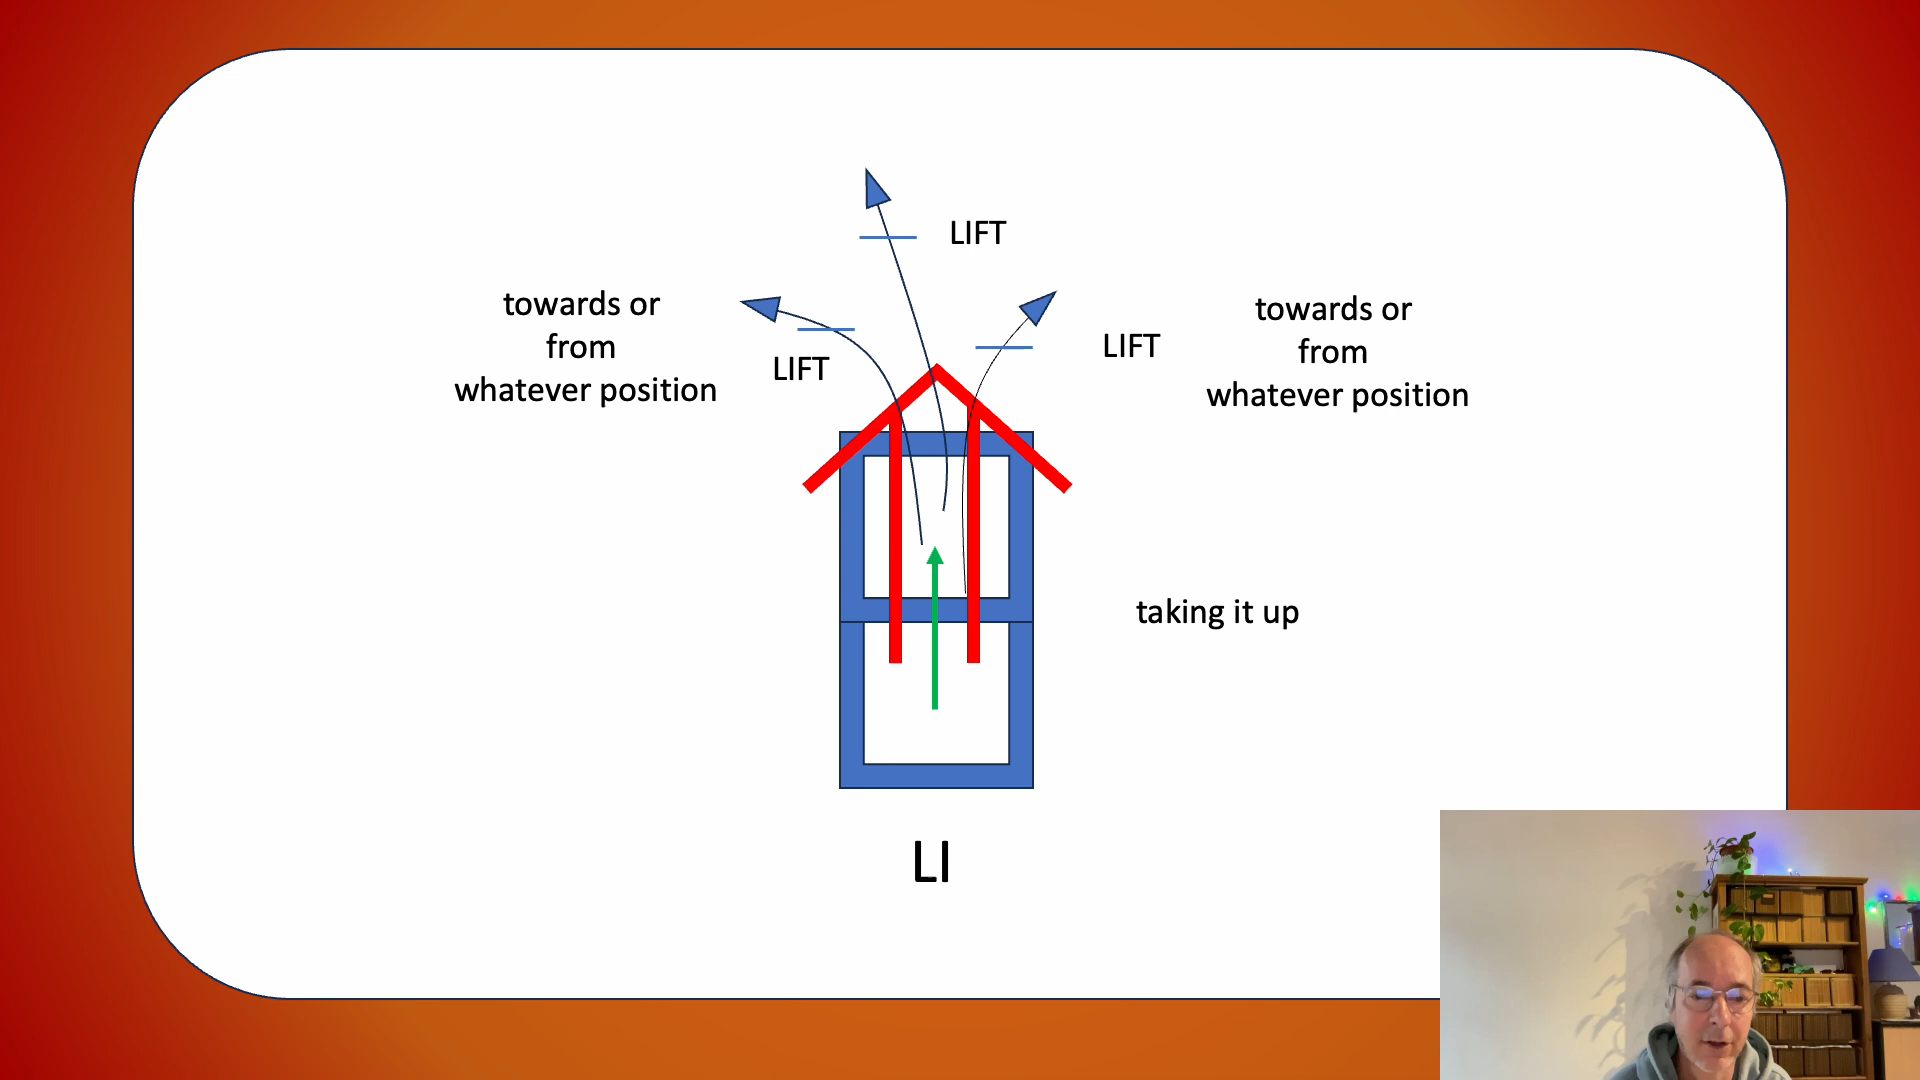 LIFT
towards or
from
whatever position
LIFT
LIFT
towards or
from
whatever position
taking it up
LI